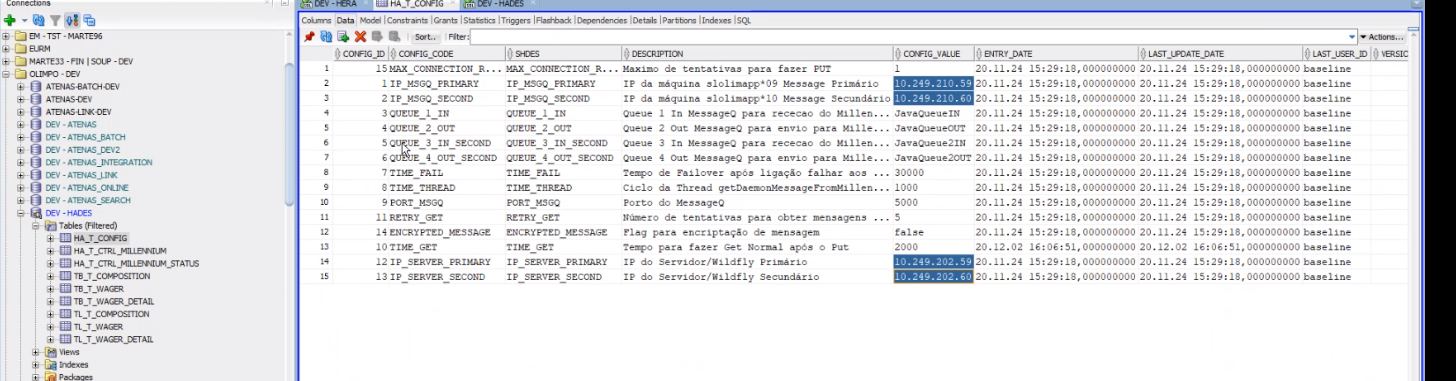 Connections
DEV - HERA
HA_T_CONFIG
DEV - HADES
Columns Data Model Constraints Grants Statistics Triggers Flashback Dependencies Details Partitions Indexes SQL
Sort.. Filter: Actions...
CONFIG_ID CONFIG_CODE SHDES DESCRIPTION CONFIG_VALUE ENTRY_DATE LAST_UPDATE_DATE LAST_USER_ID VERSIO
1 15 MAX_CONNECTION_R... MAX_CONNECTION_R... Maximo de tentativas para fazer PUT 1 20.11.24 15:29:18,000000000 20.11.24 15:29:18,000000000 baseline
2 1 IP_MSGQ_PRIMARY IP_MSGQ_PRIMARY IP da máquina slolimapp*09 Message Primário 10.249.210.59 20.11.24 15:29:18,000000000 20.11.24 15:29:18,000000000 baseline
3 2 IP_MSGQ_SECOND IP_MSGQ_SECOND IP da máquina slolimapp*10 Message Secundário 10.249.210.60 20.11.24 15:29:18,000000000 20.11.24 15:29:18,000000000 baseline
4 3 QUEUE_1_IN QUEUE_1_IN Queue 1 In MessageQ para rececao do Millen... JavaQueueIN 20.11.24 15:29:18,000000000 20.11.24 15:29:18,000000000 baseline
5 4 QUEUE_2_OUT QUEUE_2_OUT Queue 2 Out MessageQ para envio para Mille... JavaQueueOUT 20.11.24 15:29:18,000000000 20.11.24 15:29:18,000000000 baseline
6 5 QUEUE_3_IN_SECOND QUEUE_3_IN_SECOND Queue 3 In MessageQ para rececao do Millen... JavaQueue2IN 20.11.24 15:29:18,000000000 20.11.24 15:29:18,000000000 baseline
7 6 QUEUE_4_OUT_SECOND QUEUE_4_OUT_SECOND Queue 4 Out MessageQ para envio para Mille... JavaQueue2OUT 20.11.24 15:29:18,000000000 20.11.24 15:29:18,000000000 baseline
8 7 TIME_FAIL TIME_FAIL Tempo de Failover após ligação falhar aos ... 30000 20.11.24 15:29:18,000000000 20.11.24 15:29:18,000000000 baseline
9 8 TIME_THREAD TIME_THREAD Ciclo da Thread getDaemonMessageFromMillen... 1000 20.11.24 15:29:18,000000000 20.11.24 15:29:18,000000000 baseline
10 9 PORT_MSGQ PORT_MSGQ Porto do MessageQ 5000 20.11.24 15:29:18,000000000 20.11.24 15:29:18,000000000 baseline
11 11 RETRY_GET RETRY_GET Número de tentativas para obter mensagens ... 5 20.11.24 15:29:18,000000000 20.11.24 15:29:18,000000000 baseline
12 14 ENCRYPTED_MESSAGE ENCRYPTED_MESSAGE Flag para encriptação de mensagem false 20.11.24 15:29:18,000000000 20.11.24 15:29:18,000000000 baseline
13 10 TIME_GET TIME_GET Tempo para fazer Get Normal após o Put 2000 20.12.02 16:06:51,000000000 20.12.02 16:06:51,000000000 baseline
14 12 IP_SERVER_PRIMARY IP_SERVER_PRIMARY IP do Servidor/Wildfly Primário 10.249.202.59 20.11.24 15:29:18,000000000 20.11.24 15:29:18,000000000 baseline
15 13 IP_SERVER_SECOND IP_SERVER_SECOND IP do Servidor/Wildfly Secundário 10.249.202.60 20.11.24 15:29:18,000000000 20.11.24 15:29:18,000000000 baseline
EM - TST - MARTE96
EURM
MARTE33 - FIN | SOUP - DEV
OLIMPO - DEV
ATENAS-BATCH-DEV
ATENAS-DEV
ATENAS-LINK-DEV
DEV - ATENAS
DEV - ATENAS_BATCH
DEV - ATENAS_DEV2
DEV - ATENAS_INTEGRATION
DEV - ATENAS_LINK
DEV - ATENAS_ONLINE
DEV - ATENAS_SEARCH
DEV - HADES
Tables (Filtered)
HA_T_CONFIG
HA_T_CTRL_MILLENNIUM
HA_T_CTRL_MILLENNIUM_STATUS
TB_T_COMPOSITION
TB_T_WAGER
TB_T_WAGER_DETAIL
TL_T_COMPOSITION
TL_T_WAGER
TL_T_WAGER_DETAIL
Views
Indexes
Packages